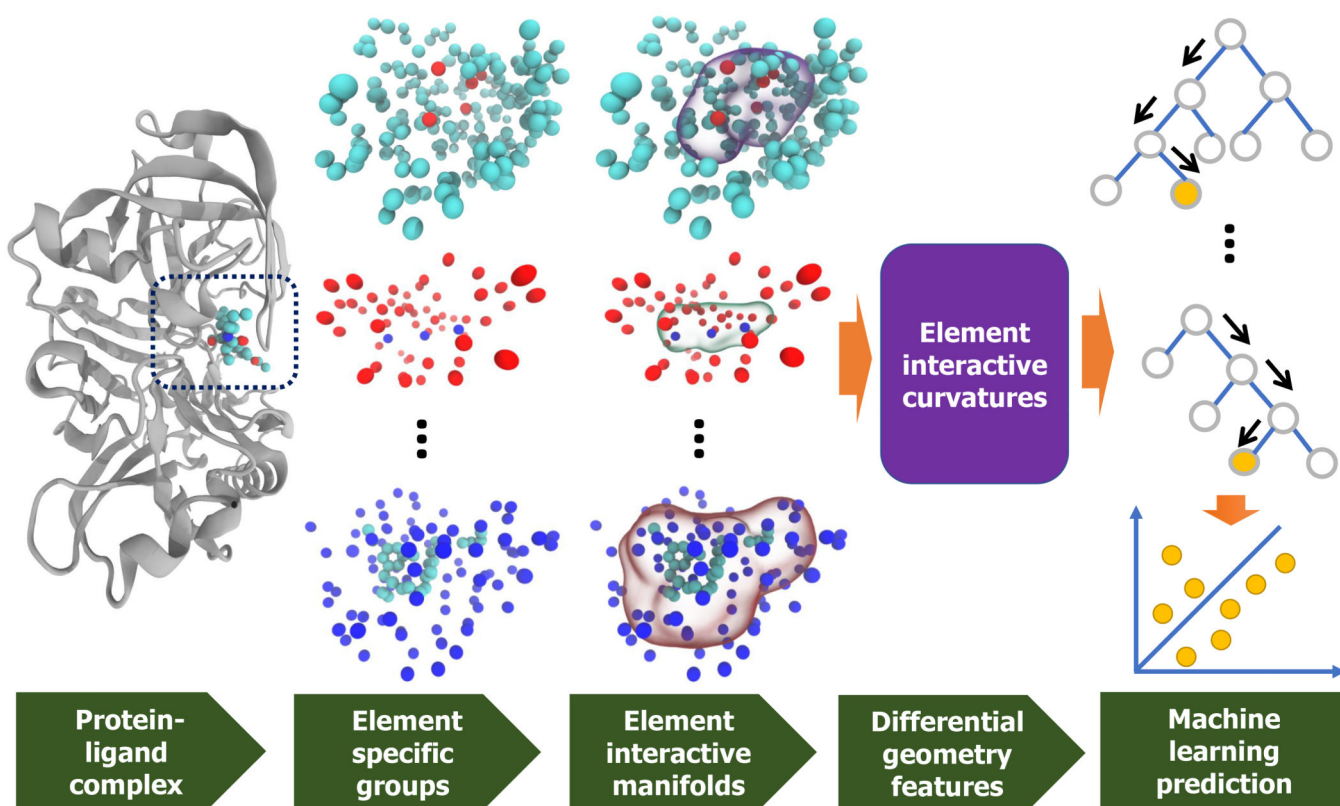 Element
interactive
curvatures
Protein-
ligand
complex
Element
specific
groups
Element
interactive
manifolds
Differential
geometry
features
Machine
learning
prediction